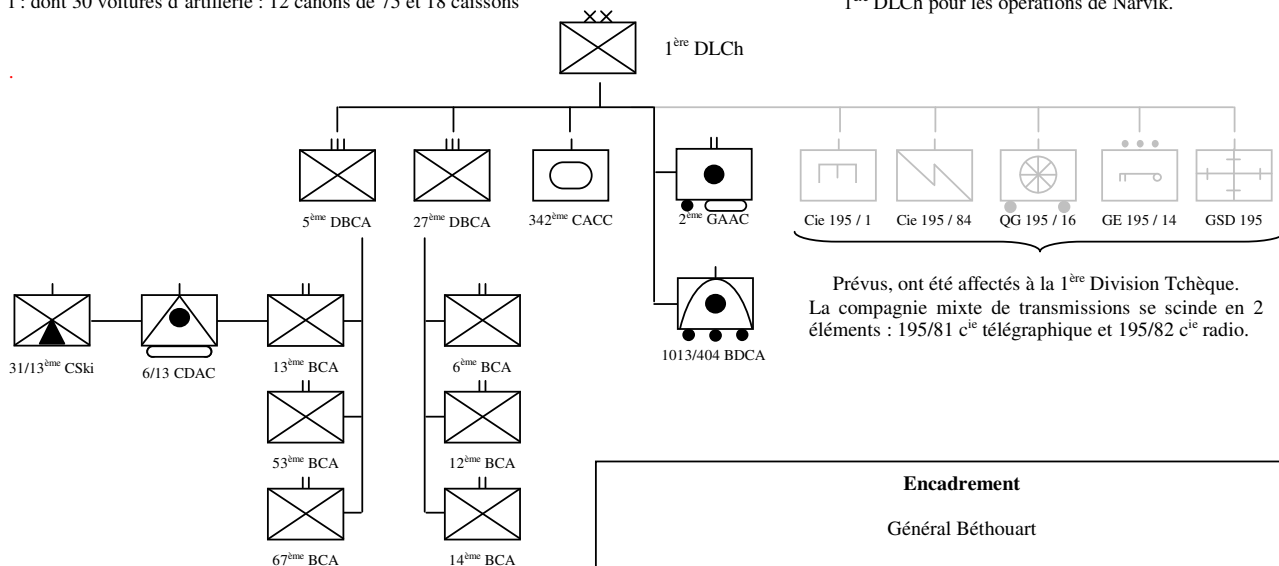 1 : dont 30 voitures d'artillerie : 12 canons de 75 et 18 caissons
DLCh pour les opérations de Narvik.
1ère DLCh
5ème DBCA
27ème DBCA
342ème CACC
2ème GAAC
Cie 195 / 1
Cie 195 / 84
QG 195 / 16
GE 195 / 14
GSD 195
Prévus, ont été affectés à la 1ère Division Tchèque.
La compagnie mixte de transmissions se scinde en 2
éléments : 195/81 cie télégraphique et 195/82 cie radio.
31/13ème CSki
6/13 CDAC
13ème BCA
6ème BCA
1013/404 BDCA
53ème BCA
12ème BCA
67ème BCA
14ème BCA
Encadrement
Général Béthouart